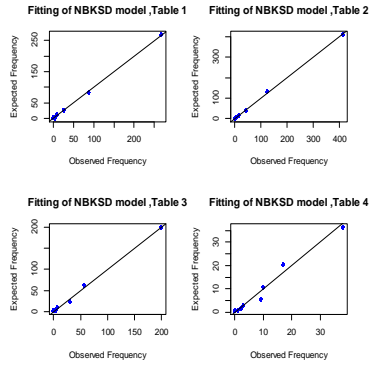 Fitting of NBKSD model ,Table 1
Expected Frequency
0 50 150 250
0 50 100 200
Observed Frequency
Fitting of NBKSD model ,Table 2
Expected Frequency
0 100 300
0 100 200 300 400
Observed Frequency
Fitting of NBKSD model ,Table 3
Expected Frequency
0 50 100 200
0 50 100 150 200
Observed Frequency
Fitting of NBKSD model ,Table 4
Expected Frequency
0 10 20 30
0 10 20 30
Observed Frequency